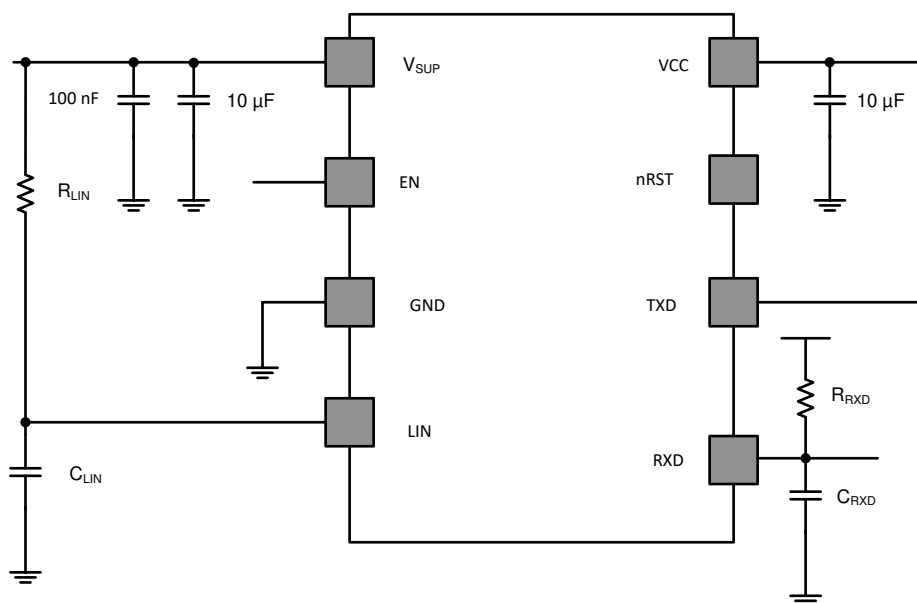 V_SUP
VCC
100 nF
10 µF
10 µF
R_LIN
EN
nRST
GND
TXD
R_RXD
LIN
RXD
C_LIN
C_RXD